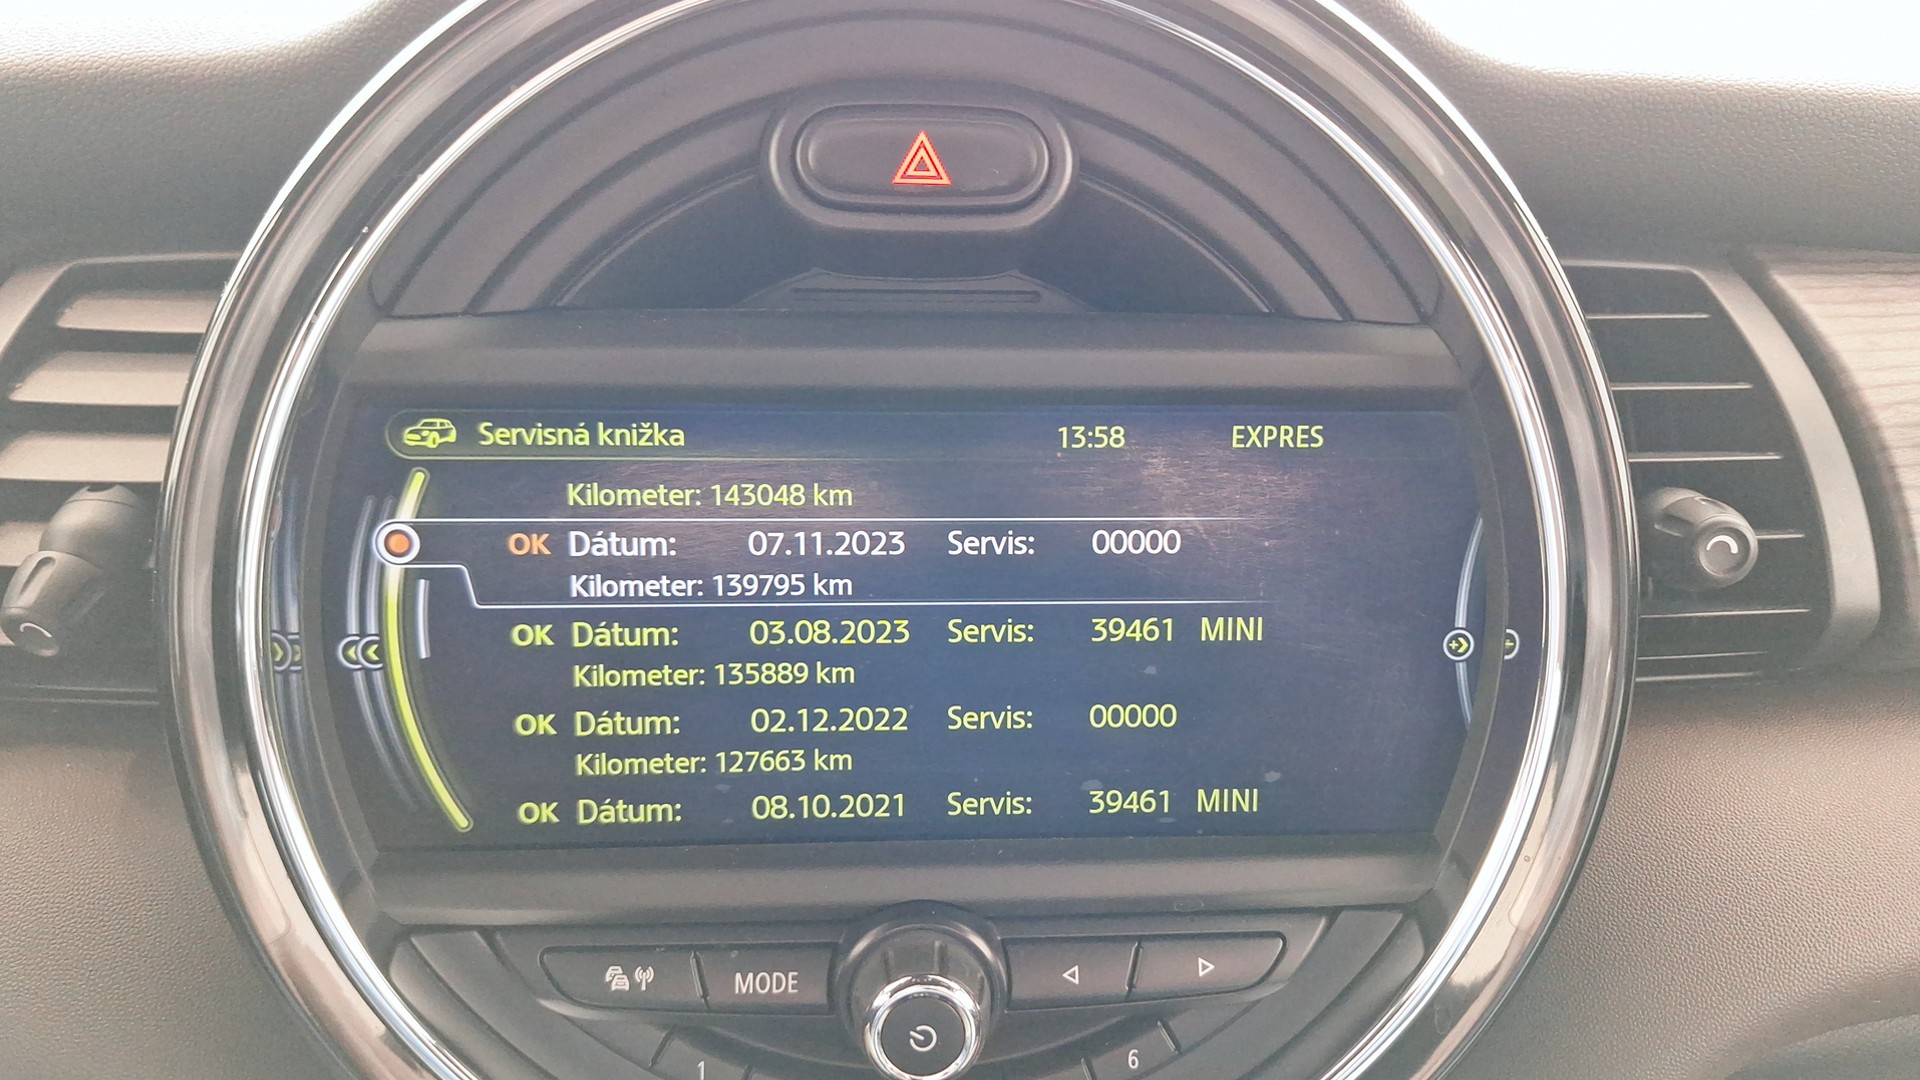 Servisná knižka 13:58 EXPRES
Kilometer: 143048 km
OK Dátum: 07.11.2023 Servis: 00000
Kilometer: 139795 km
OK Dátum: 03.08.2023 Servis: 39461 MINI
Kilometer: 135889 km
OK Dátum: 02.12.2022 Servis: 00000
Kilometer: 127663 km
OK Dátum: 08.10.2021 Servis: 39461 MINI
MODE
1 6